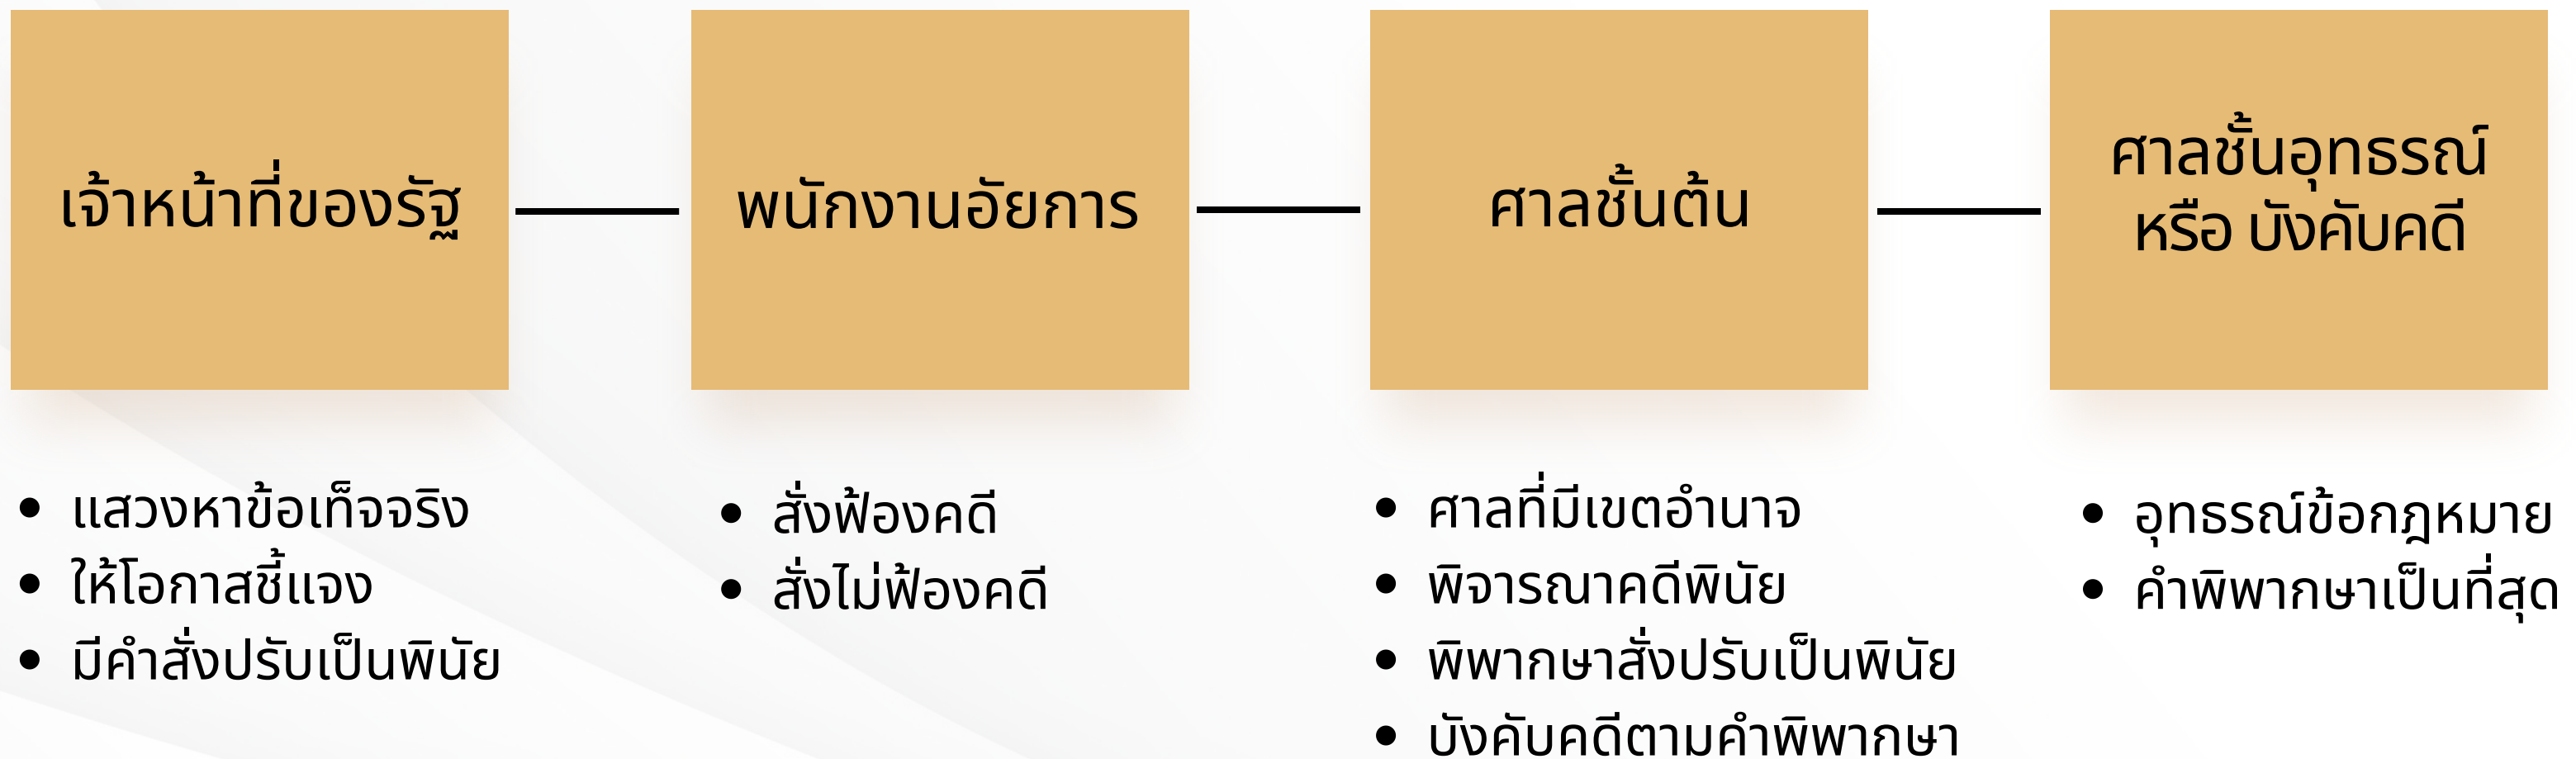 เจ้าหน้าที่ของรัฐ
พนักงานอัยการ
ศาลชั้นต้น
ศาลชั้นอุทธรณ์
หรือ บังคับคดี
แสวงหาข้อเท็จจริง
ให้โอกาสชี้แจง
มีคำสั่งปรับเป็นพินัย
สั่งฟ้องคดี
สั่งไม่ฟ้องคดี
ศาลที่มีเขตอำนาจ
พิจารณาคดีพินัย
พิพากษาสั่งปรับเป็นพินัย
บังคับคดีตามคำพิพากษา
อุทธรณ์ข้อกฎหมาย
คำพิพากษาเป็นที่สุด